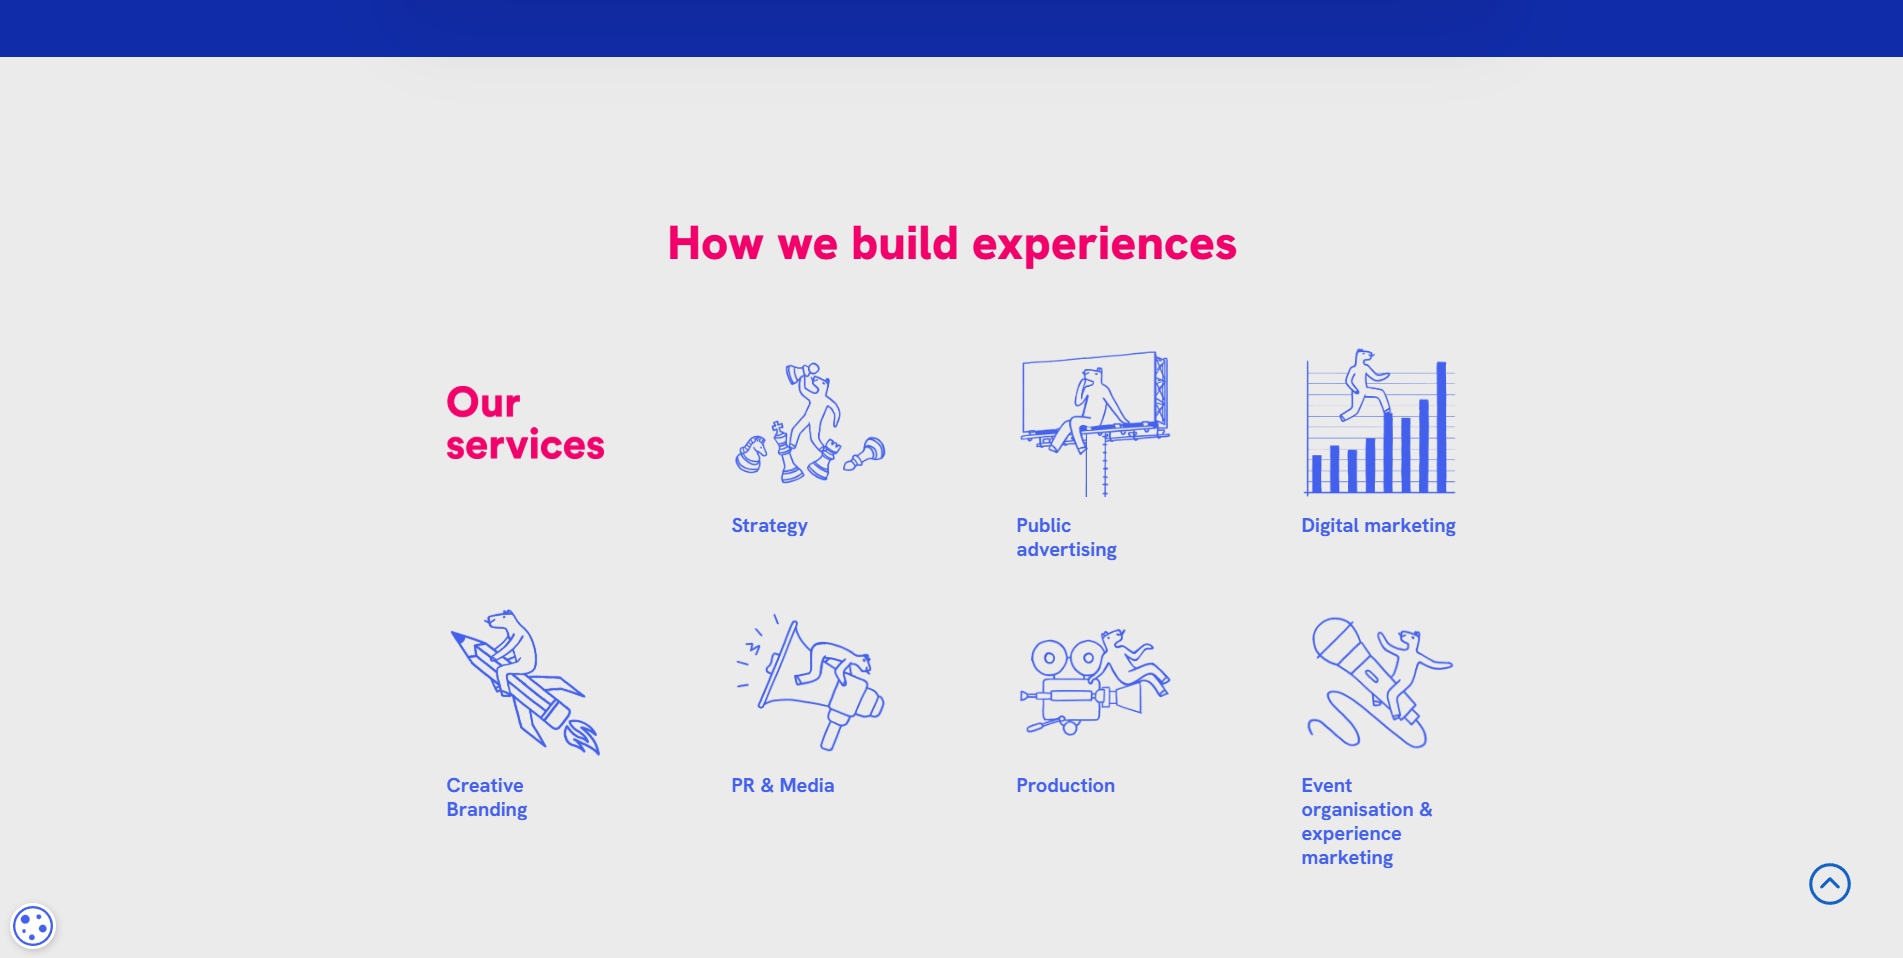 How we build experiences
Our
services
Strategy
Public
advertising
Digital marketing
Creative
Branding
PR & Media
Production
Event
organisation &
experience
marketing